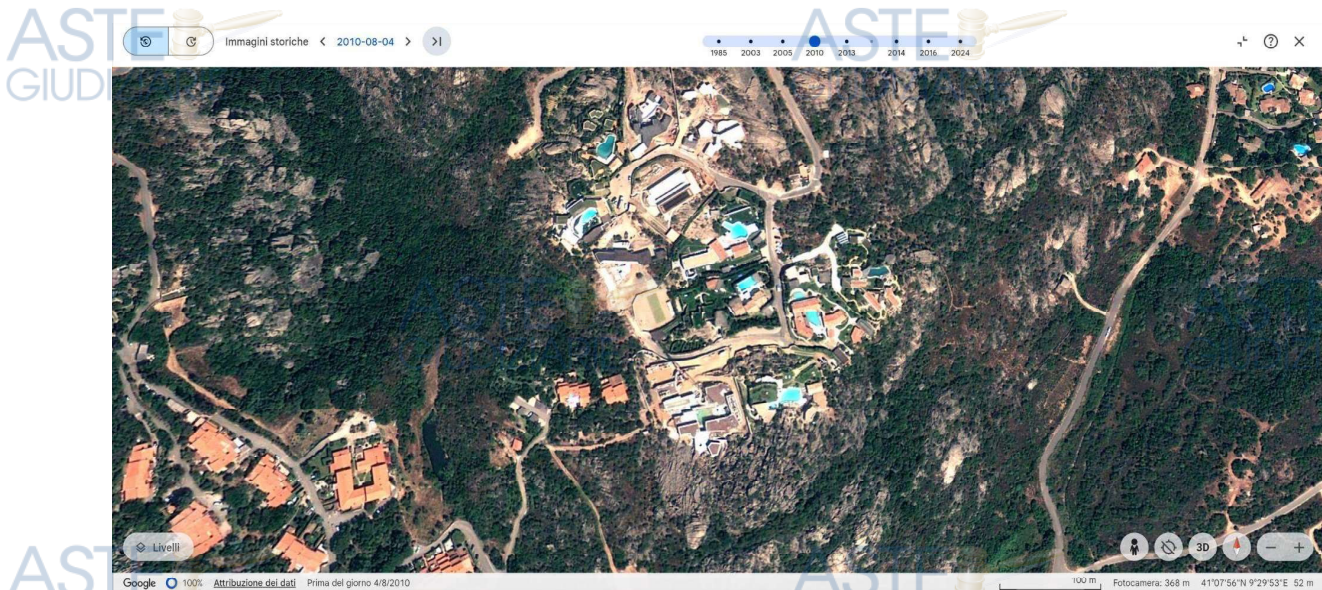 ASTE
GIUDI
ASTE
Immagini storiche
2010-08-04
1985 2003 2005 2010 2013 2014 2016 2024
Livelli
3D
ASTE
ASTE
Google 100% Attribuzione dei dati Prima del giorno 4/8/2010
100 m Fotocamera: 368 m 41°07'56"N 9°29'53"E 52 m